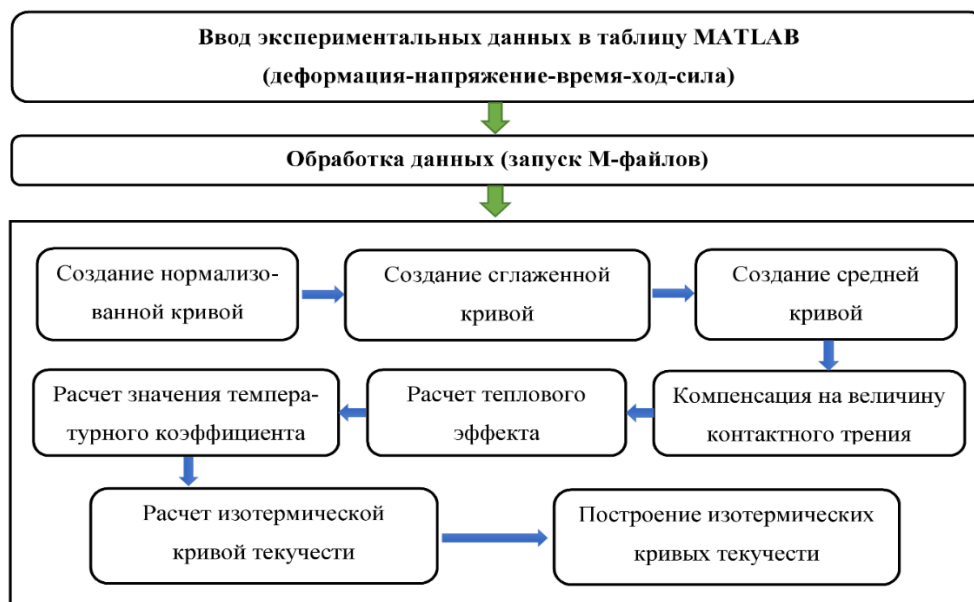 Ввод экспериментальных данных в таблицу MATLAB
(деформация-напряжение-время-ход-сила)
Обработка данных (запуск М-файлов)
Создание нормализо-
ванной кривой
Создание сглаженной
кривой
Создание средней
кривой
Компенсация на величину
контактного трения
Расчет теплового
эффекта
Расчет значения темпера-
турного коэффициента
Расчет изотермической
кривой текучести
Построение изотермических
кривых текучести